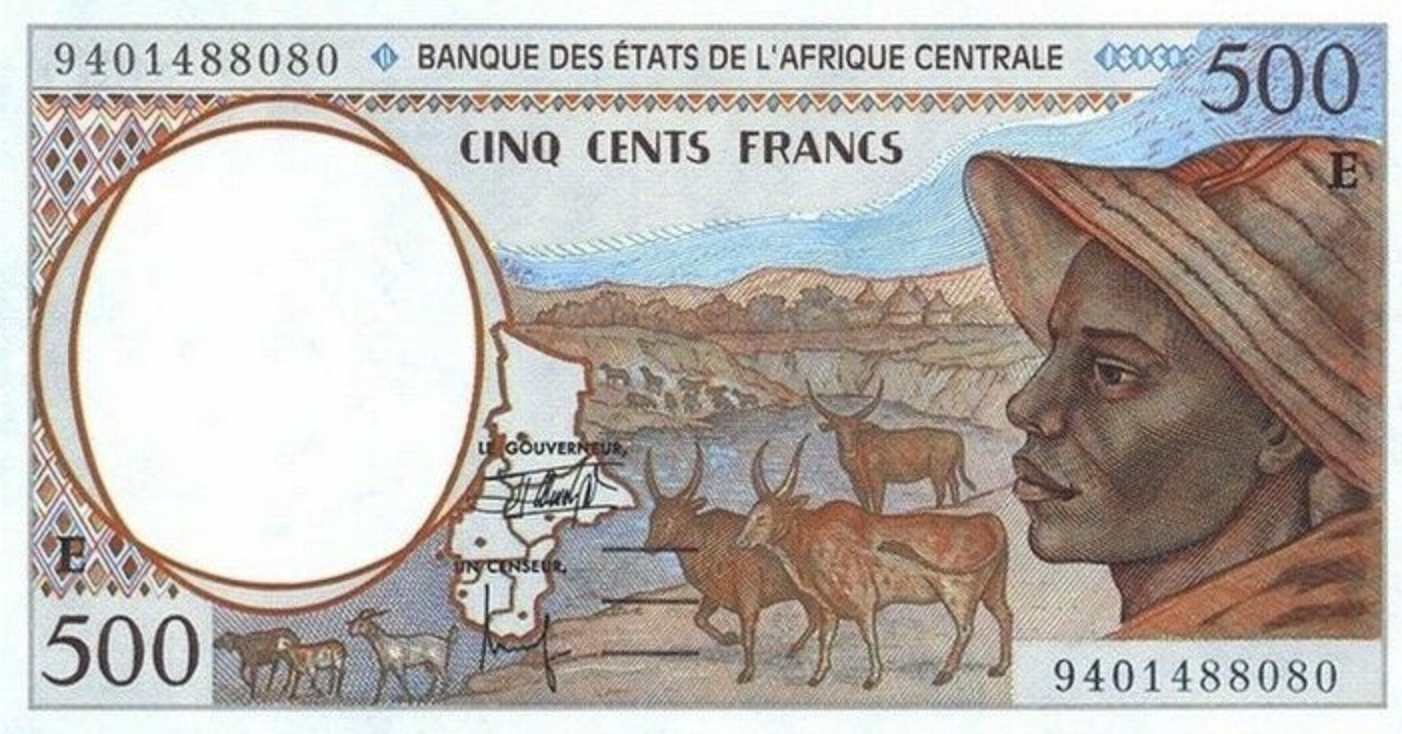 9401488080 BANQUE DES ÉTATS DE L'AFRIQUE CENTRALE 500
CINQ CENTS FRANCS
E
LE GOUVERNEUR,
E
UN CENSEUR,
500
9401488080